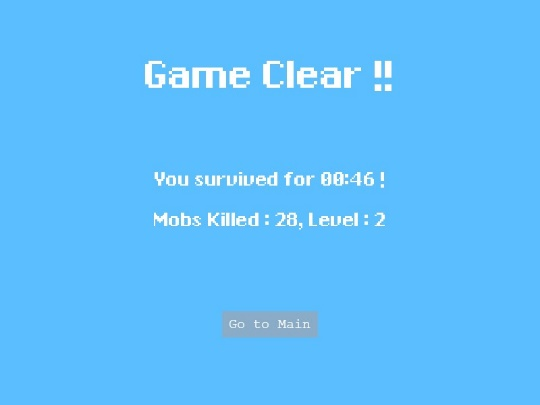 Game Clear !!
You survived for 00:46 !
Mobs Killed : 28, Level : 2
Go to Main